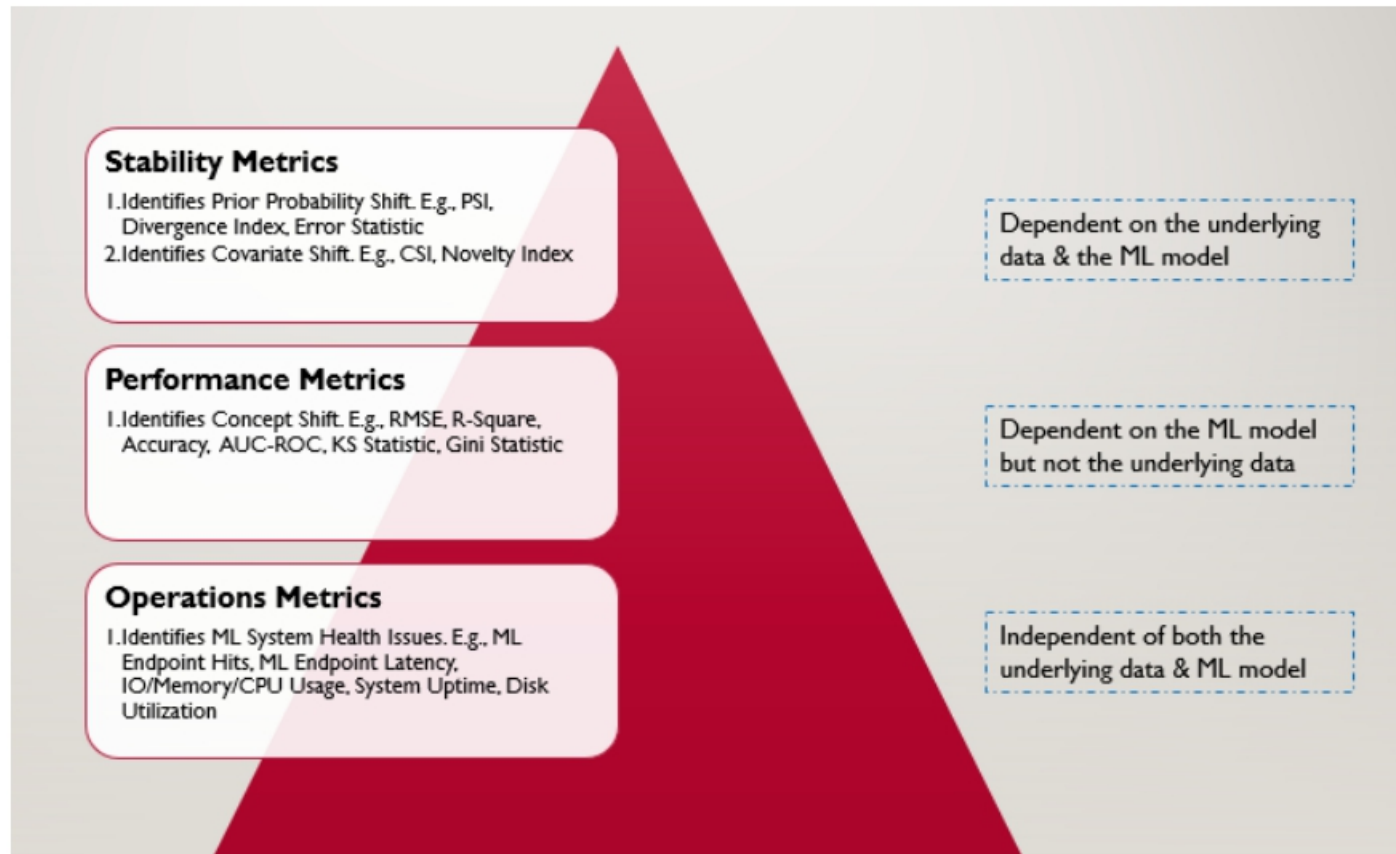 Stability Metrics
1.Identifies Prior Probability Shift. E.g., PSI,
Divergence Index, Error Statistic
2.Identifies Covariate Shift. E.g., CSI, Novelty Index
Dependent on the underlying
data & the ML model
Performance Metrics
1.Identifies Concept Shift. E.g., RMSE, R-Square,
Accuracy, AUC-ROC, KS Statistic, Gini Statistic
Dependent on the ML model
but not the underlying data
Operations Metrics
1.Identifies ML System Health Issues. E.g., ML
Endpoint Hits, ML Endpoint Latency,
IO/Memory/CPU Usage, System Uptime, Disk
Utilization
Independent of both the
underlying data & ML model